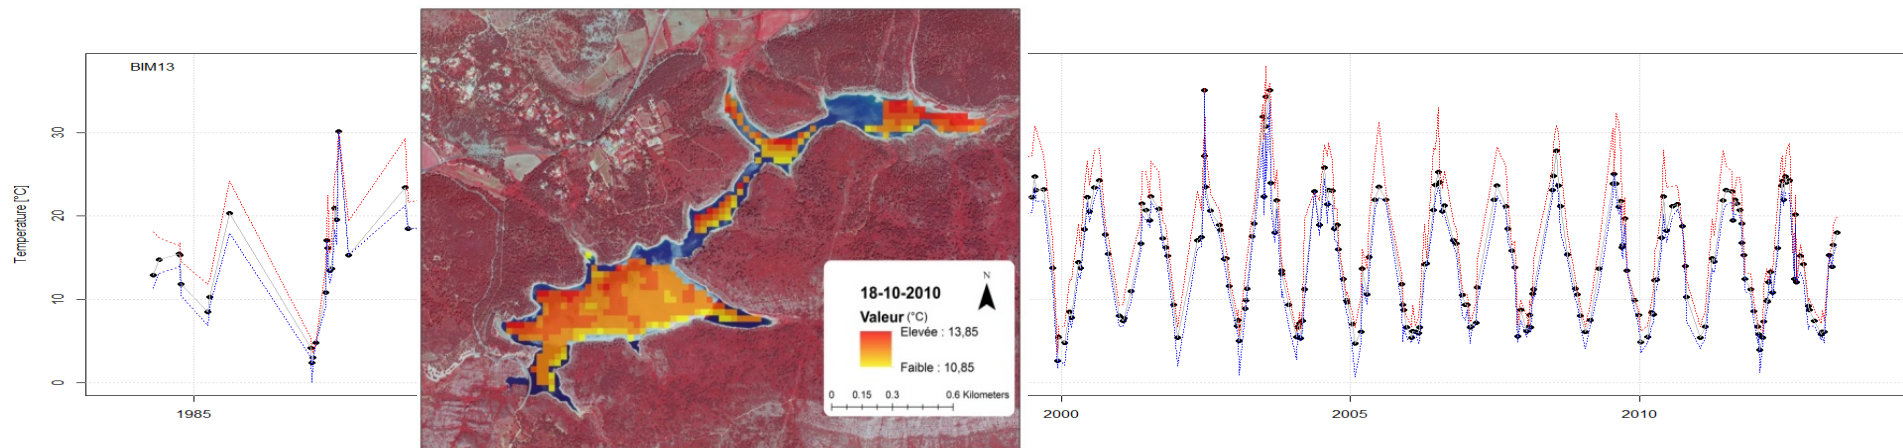 BIM13
Temperature [°C]
30
20
10
0
1985
N
18-10-2010
Valeur (°C)
Elevée : 13,85
Faible : 10,85
0 0.15 0.3 0.6 Kilometers
2000
2005
2010